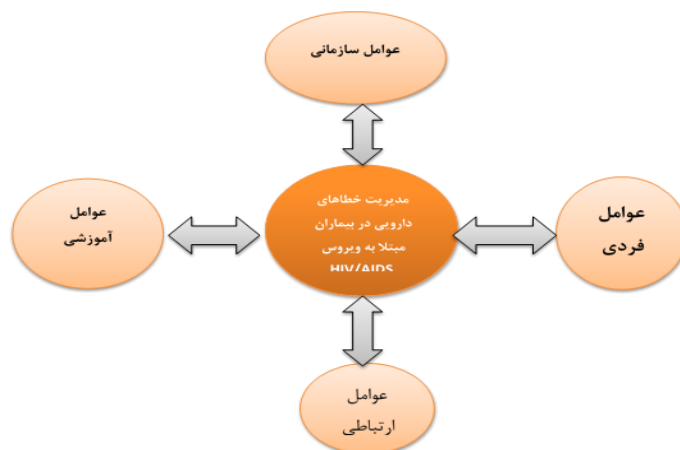 عوامل سازمانی
مدیریت خطاهای
دارویی در بیماران
مبتلا به ویروس
HIV/AIDS
عوامل
فردی
عوامل
آموزشی
عوامل
ارتباطی